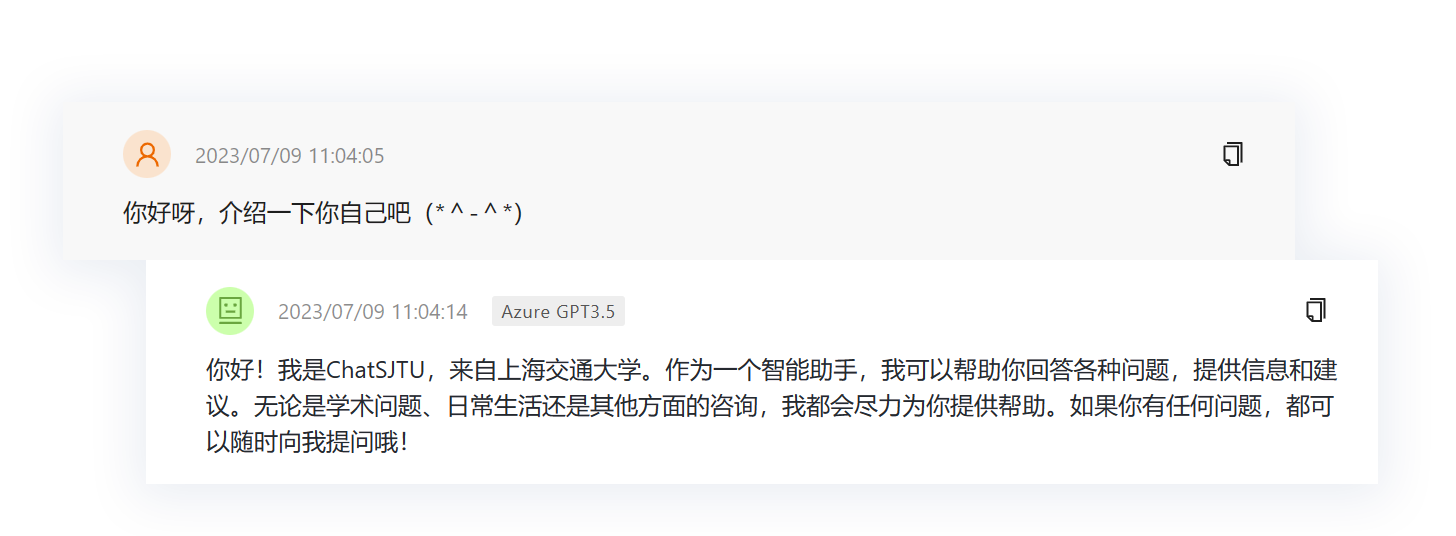 2023/07/09 11:04:05
你好呀，介绍一下你自己吧（*＾-＾*）
2023/07/09 11:04:14 Azure GPT3.5
你好！我是ChatSJTU，来自上海交通大学。作为一个智能助手，我可以帮助你回答各种问题，提供信息和建
议。无论是学术问题、日常生活还是其他方面的咨询，我都会尽力为你提供帮助。如果你有任何问题，都可
以随时向我提问哦！